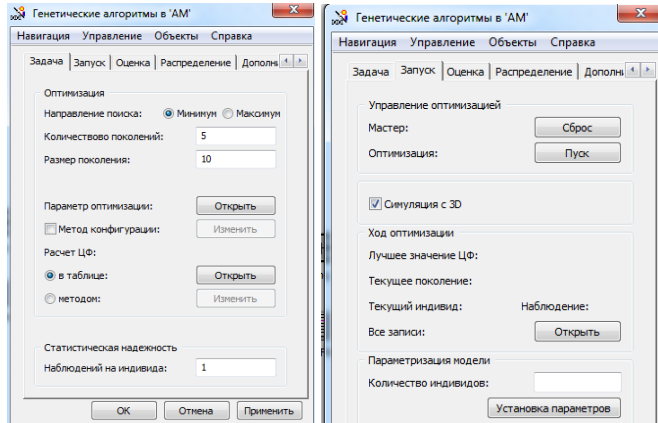 Генетические алгоритмы в 'AM'
Навигация Управление Объекты Справка
Задача Запуск Оценка Распределение Дополн
Оптимизация
Направление поиска: Минимум Максимум
Количествово поколений: 5
Размер поколения: 10
Параметр оптимизации: Открыть
Метод конфигурации: Изменить
Расчет ЦФ:
в таблице: Открыть
методом: Изменить
Статистическая надежность
Наблюдений на индивида: 1
ОК Отмена Применить
Генетические алгоритмы в 'AM'
Навигация Управление Объекты Справка
Задача Запуск Оценка Распределение Дополн
Управление оптимизацией
Мастер: Сброс
Оптимизация: Пуск
Симуляция с 3D
Ход оптимизации
Лучшее значение ЦФ:
Текущее поколение:
Текущий индивид: Наблюдение:
Все записи: Открыть
Параметризация модели
Количество индивидов:
Установка параметров